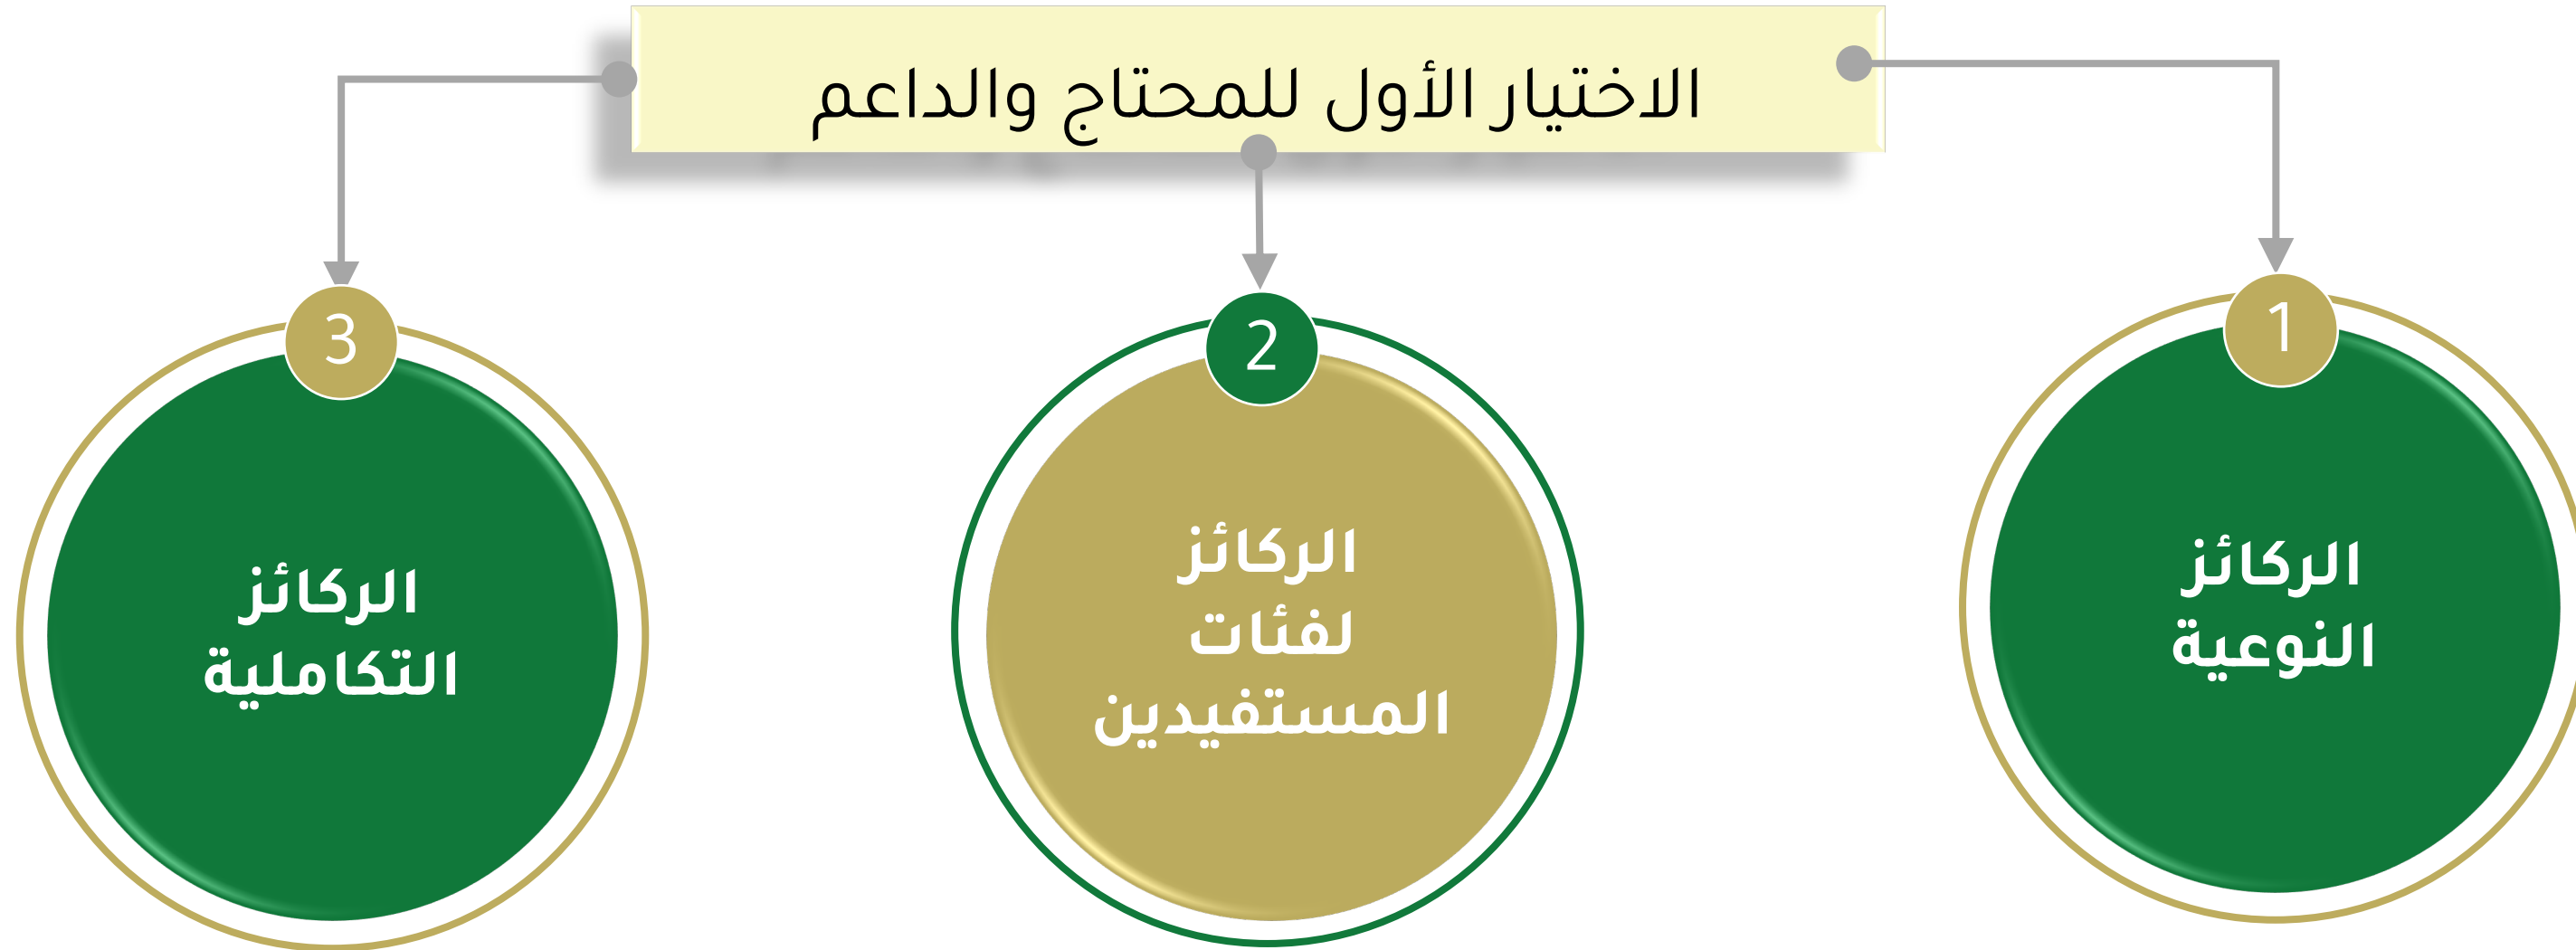 الاختيار الأول للمحتاج والداعم
1
الركائز
النوعية
2
الركائز
لفئات
المستفيدين
3
الركائز
التكاملية